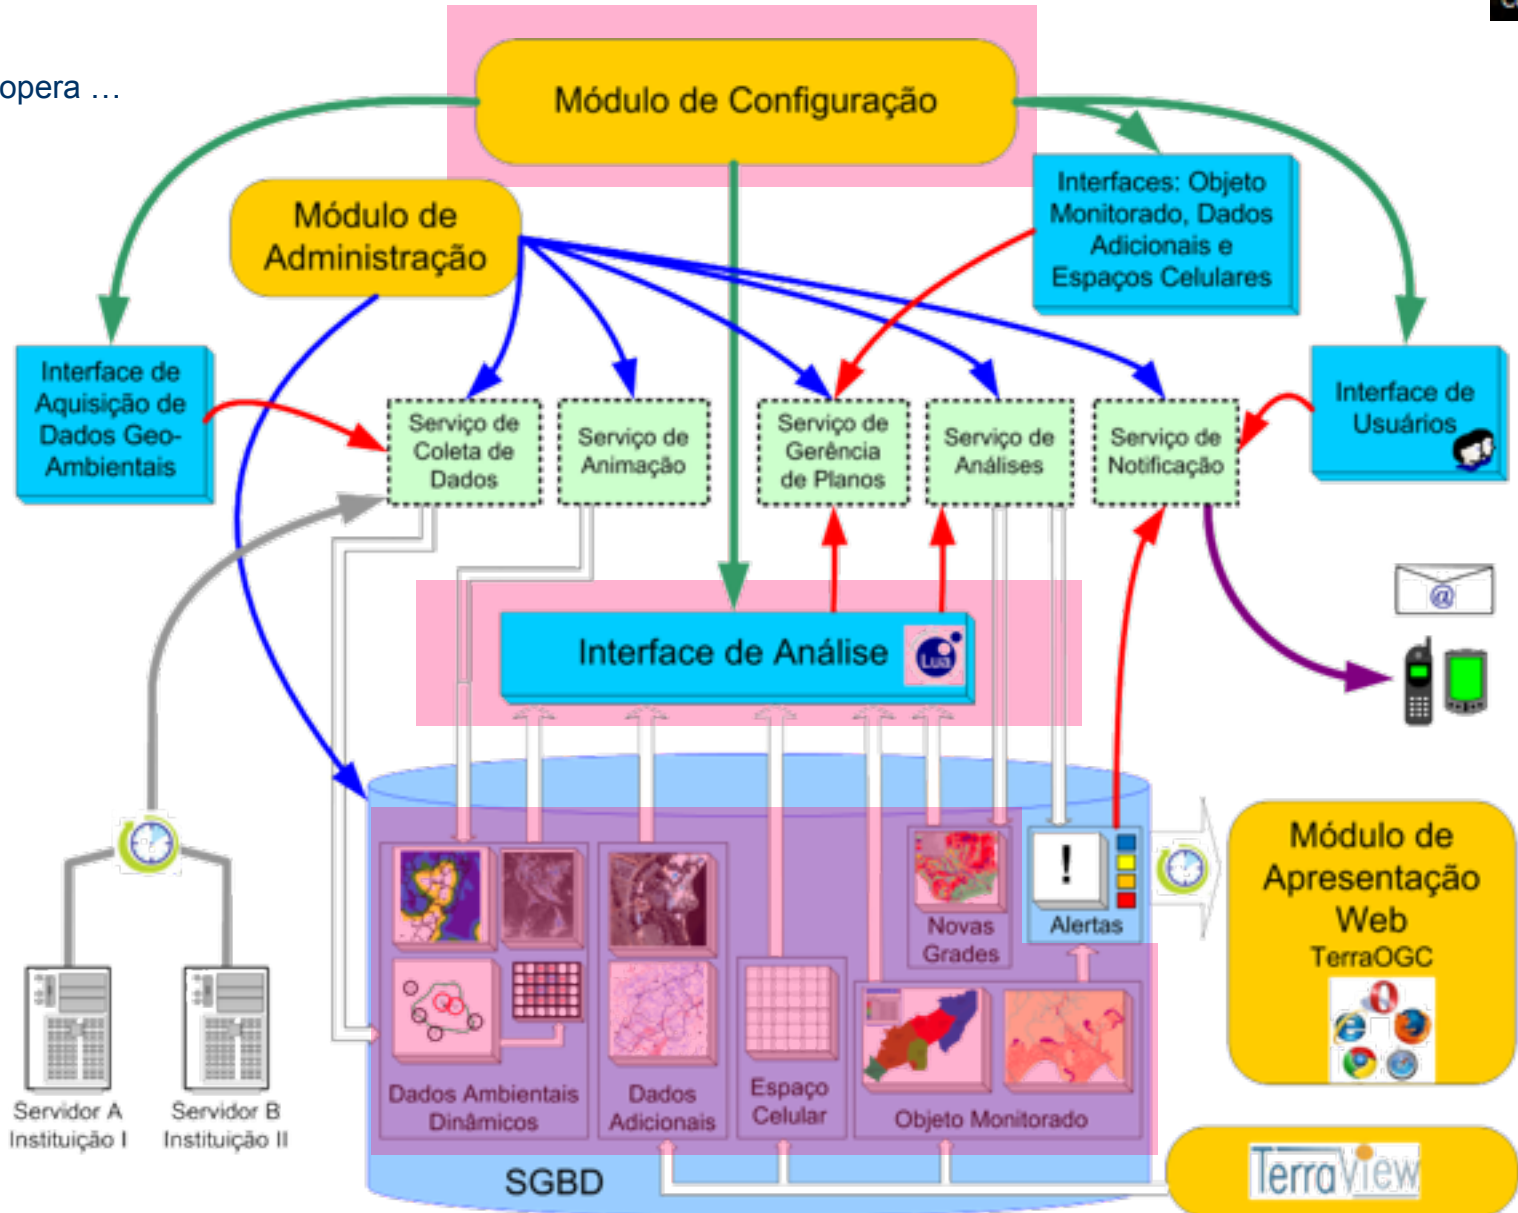 opera …
Módulo de Configuração
Módulo de
Administração
Interfaces: Objeto
Monitorado, Dados
Adicionais e
Espaços Celulares
Interface de
Aquisição de
Dados Geo-
Ambientais
Serviço de
Coleta de
Dados
Serviço de
Animação
Serviço de
Gerência
de Planos
Serviço de
Análises
Serviço de
Notificação
Interface de
Usuários
@
Interface de Análise
Lua
!
Novas
Grades
Alertas
Módulo de
Apresentação
Web
TerraOGC
Dados Ambientais
Dinâmicos
Dados
Adicionais
Espaço
Celular
Objeto Monitorado
Servidor A
Instituição I
Servidor B
Instituição II
SGBD
TerraView